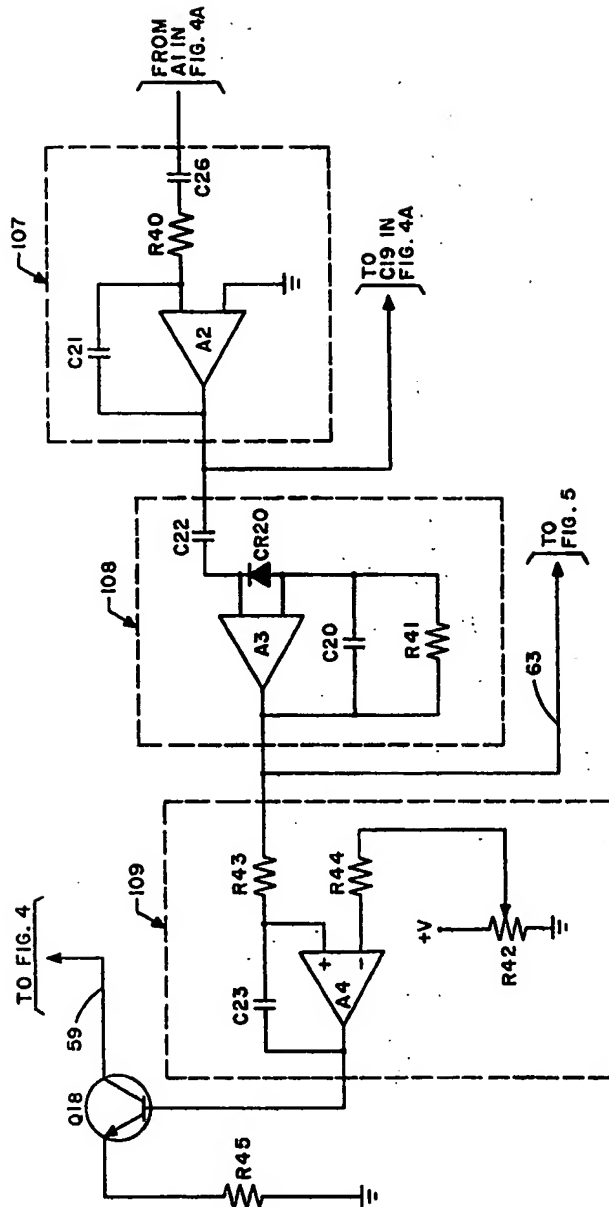 FROM
A1 IN
FIG. 4A
107
C26
R40
C21
A2
TO
C19 IN
FIG. 4A
108
C22
CR20
A3
C20
R41
TO
FIG. 5
63
109
R43
R44
C23
+
-
A4
+V
R42
TO FIG. 4
59
Q18
R45